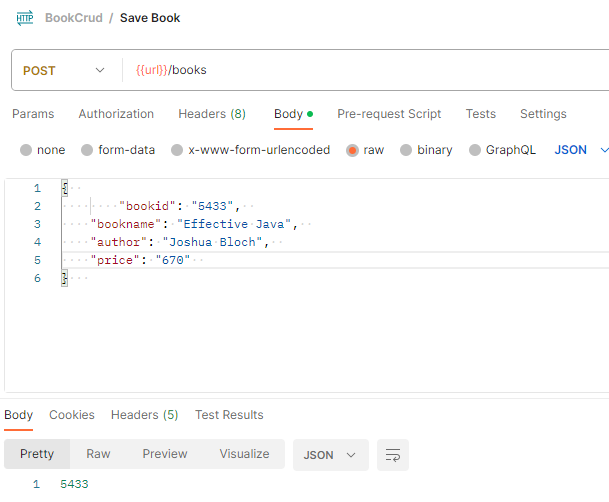 HTTP BookCrud / Save Book
POST {{url}}/books
Params Authorization Headers (8) Body Pre-request Script Tests Settings
none form-data x-www-form-urlencoded raw binary GraphQL JSON
1 {
2 "bookid": "5433",
3 "bookname": "Effective Java",
4 "author": "Joshua Bloch",
5 "price": "670"
6 }
Body Cookies Headers (5) Test Results
Pretty Raw Preview Visualize JSON
1 5433